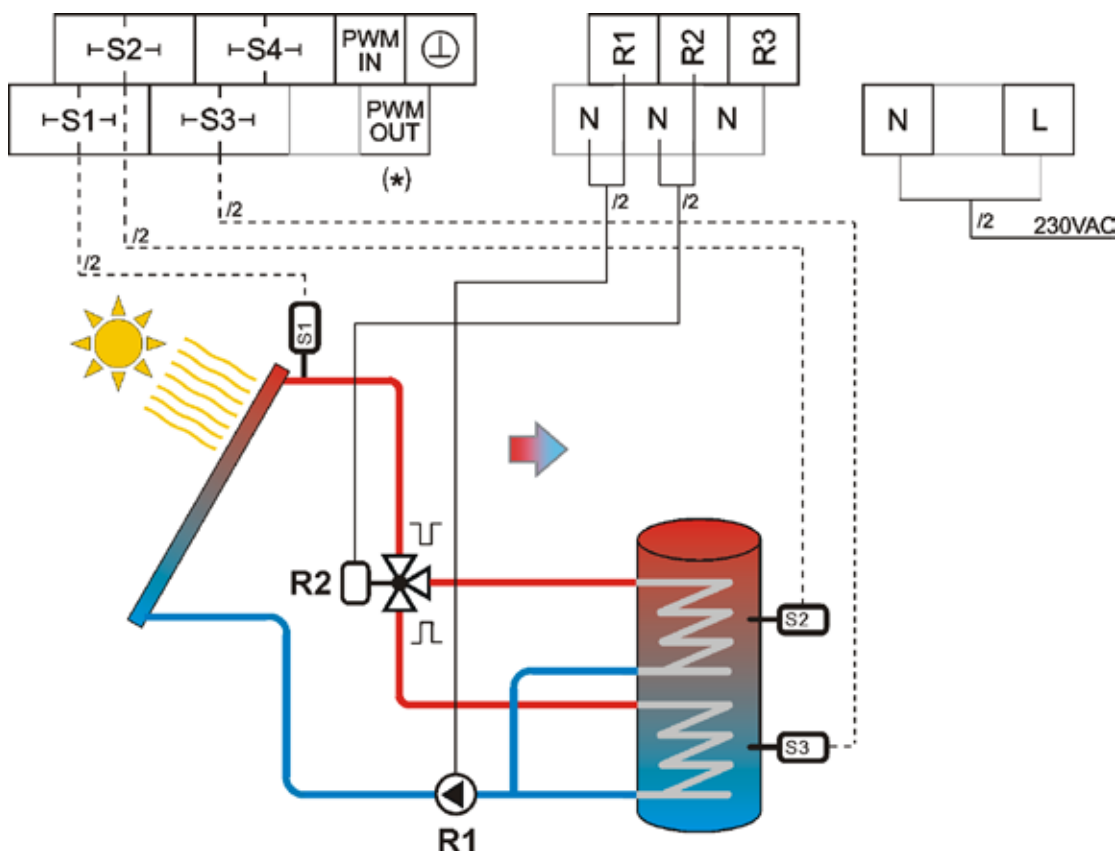 S2 S4 PWM IN
S1 S3 PWM OUT
(*)
R1 R2 R3
N N N
N L
/2 /2 /2 /2 /2 /2
230VAC
S1
R2
S2
S3
R1